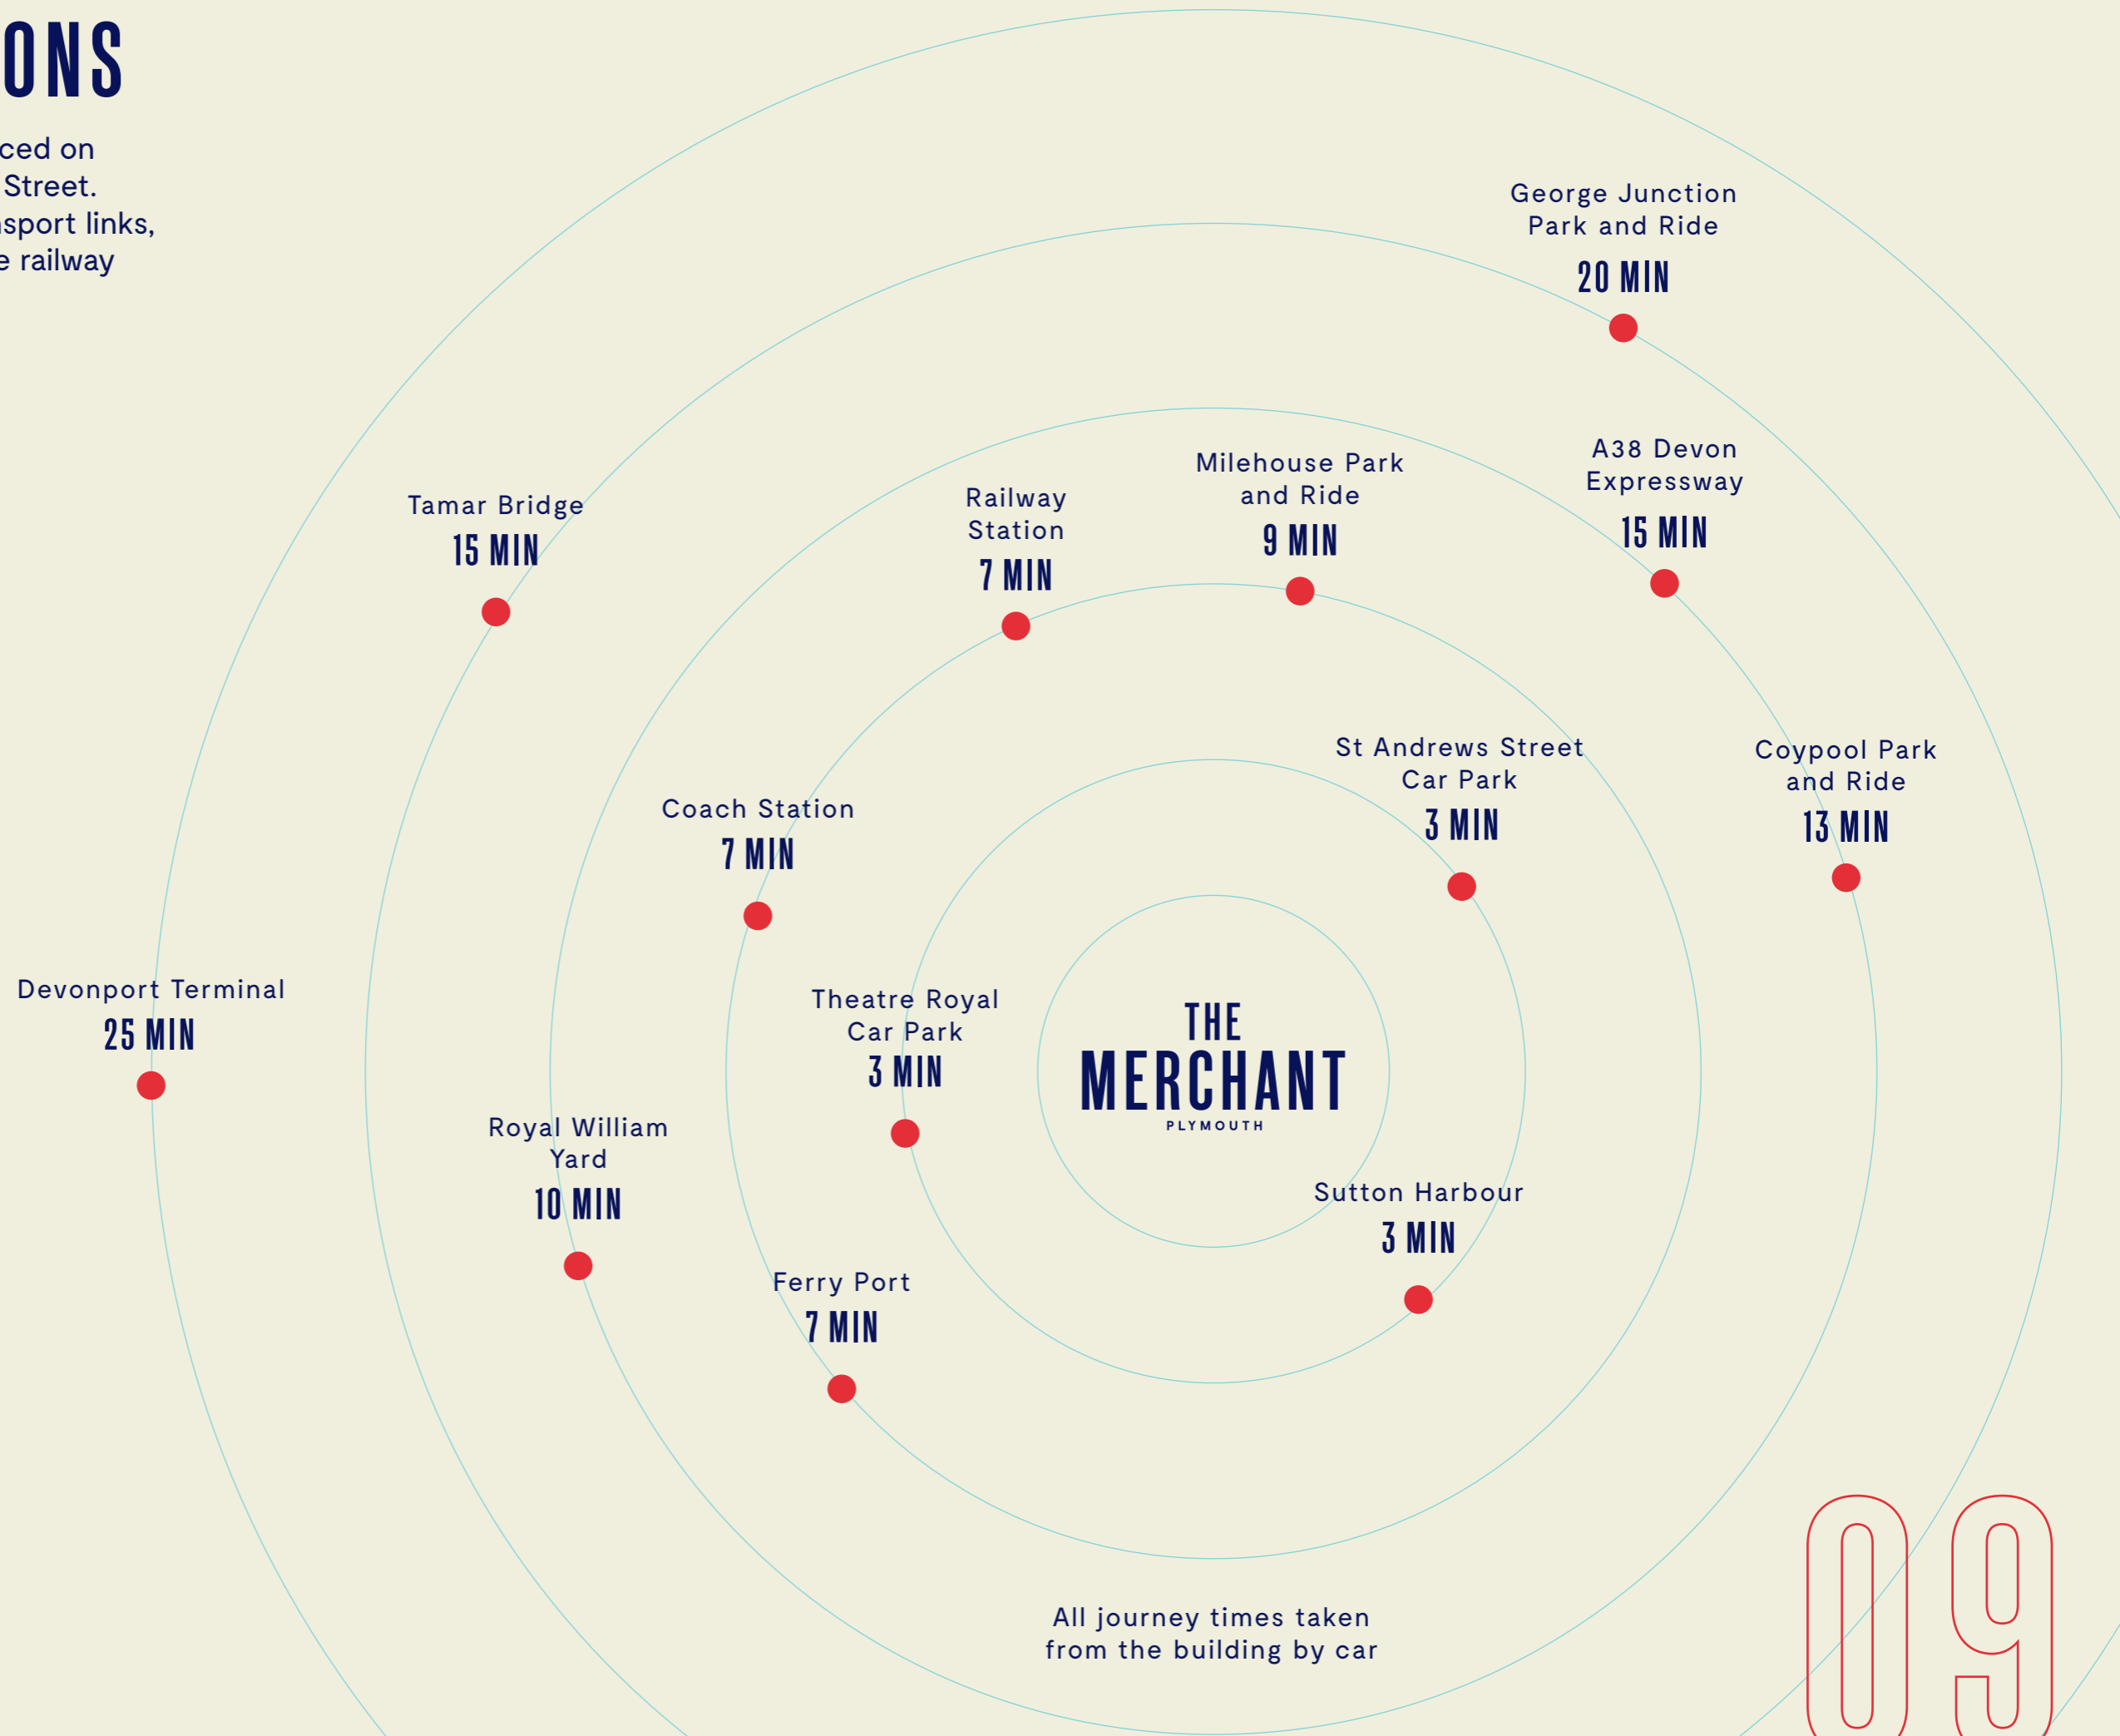 ONS
ced on
Street.
nsport links,
e railway
George Junction
Park and Ride
20 MIN
A38 Devon
Expressway
15 MIN
Milehouse Park
and Ride
9 MIN
Railway
Station
7 MIN
Tamar Bridge
15 MIN
St Andrews Street
Car Park
3 MIN
Coypool Park
and Ride
13 MIN
Coach Station
7 MIN
Devonport Terminal
25 MIN
Theatre Royal
Car Park
3 MIN
THE
MERCHANT
PLYMOUTH
Royal William
Yard
10 MIN
Sutton Harbour
3 MIN
Ferry Port
7 MIN
All journey times taken
from the building by car
09